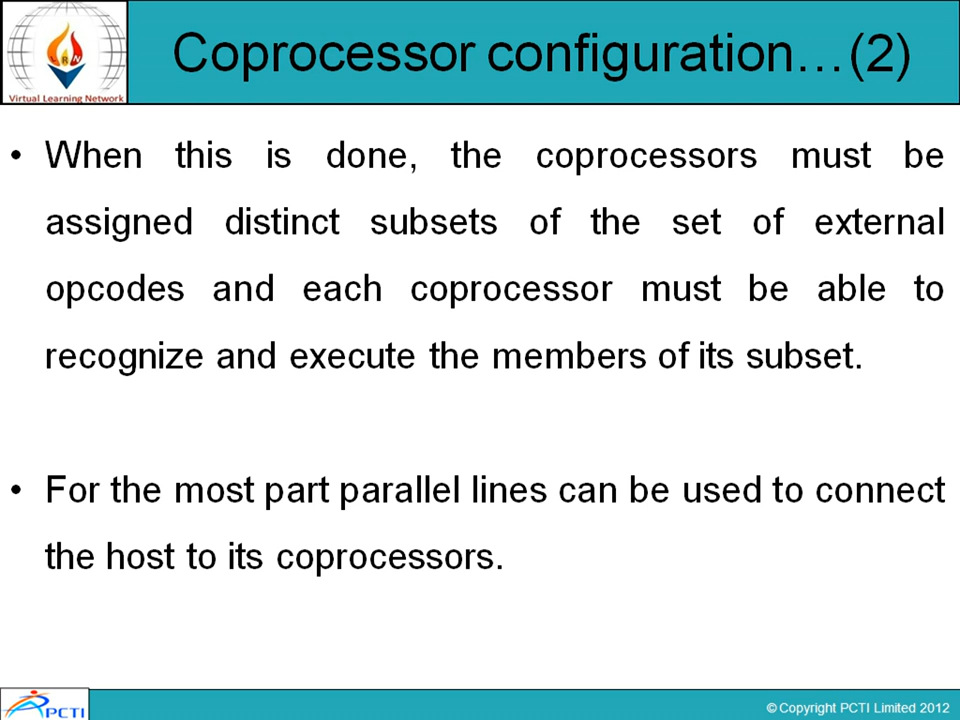 Coprocessor configuration…(2)
Virtual Learning Network
• When this is done, the coprocessors must be
assigned distinct subsets of the set of external
opcodes and each coprocessor must be able to
recognize and execute the members of its subset.
• For the most part parallel lines can be used to connect
the host to its coprocessors.
PCTI
© Copyright PCTI Limited 2012